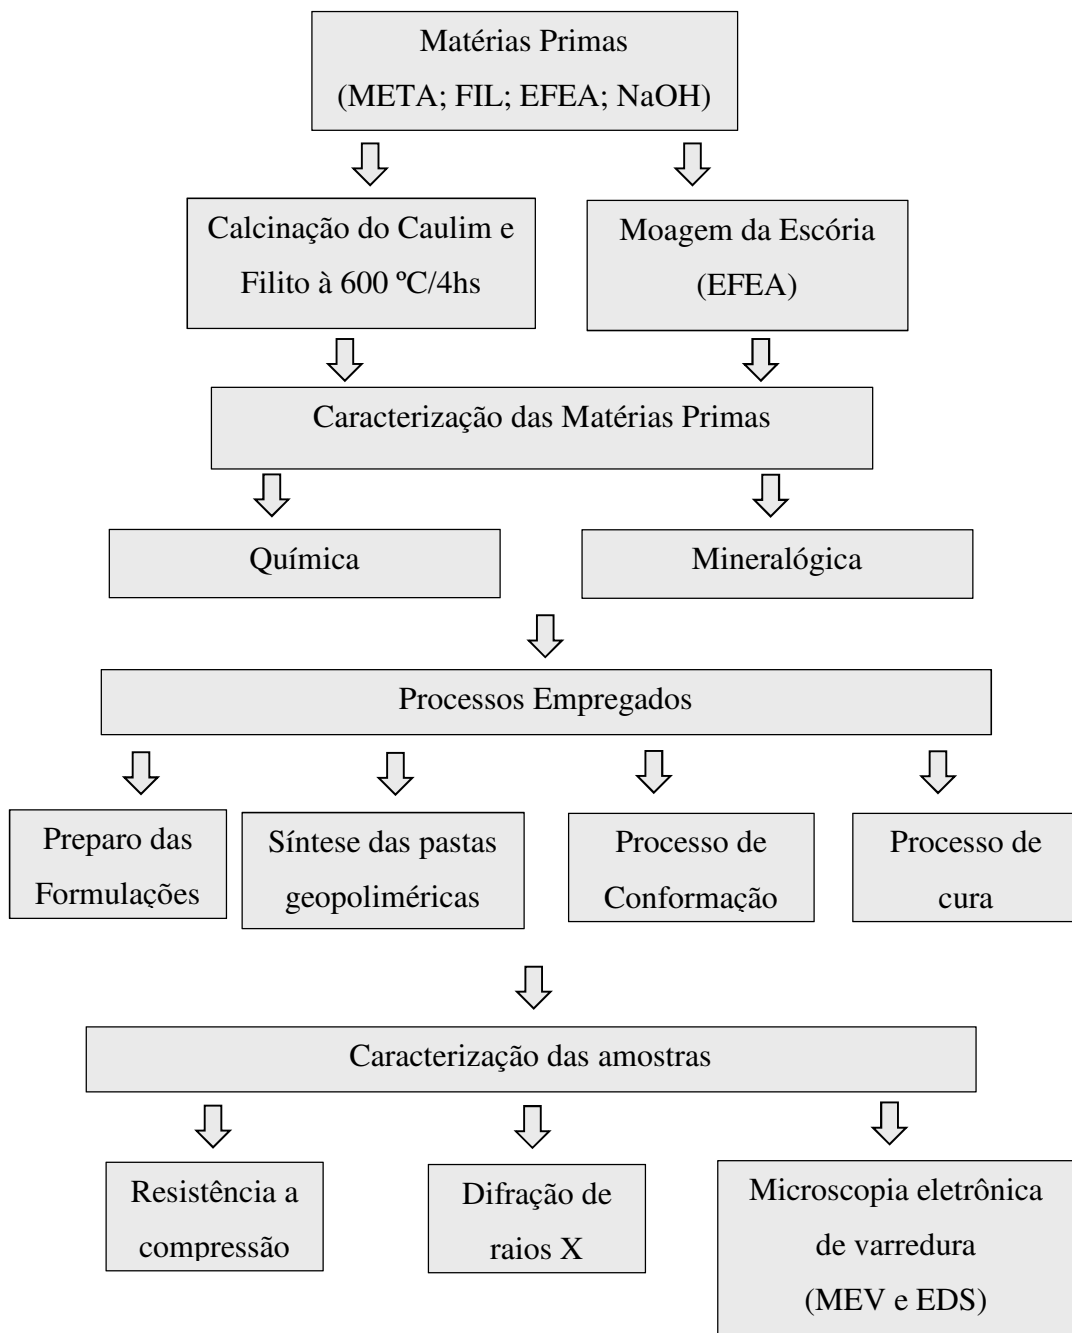 Matérias Primas
(META; FIL; EFEA; NaOH)
Calcinação do Caulim e
Filito à 600 ºC/4hs
Moagem da Escória
(EFEA)
Caracterização das Matérias Primas
Química
Mineralógica
Processos Empregados
Preparo das
Formulações
Síntese das pastas
geopoliméricas
Processo de
Conformação
Processo de
cura
Caracterização das amostras
Resistência a
compressão
Difração de
raios X
Microscopia eletrônica
de varredura
(MEV e EDS)